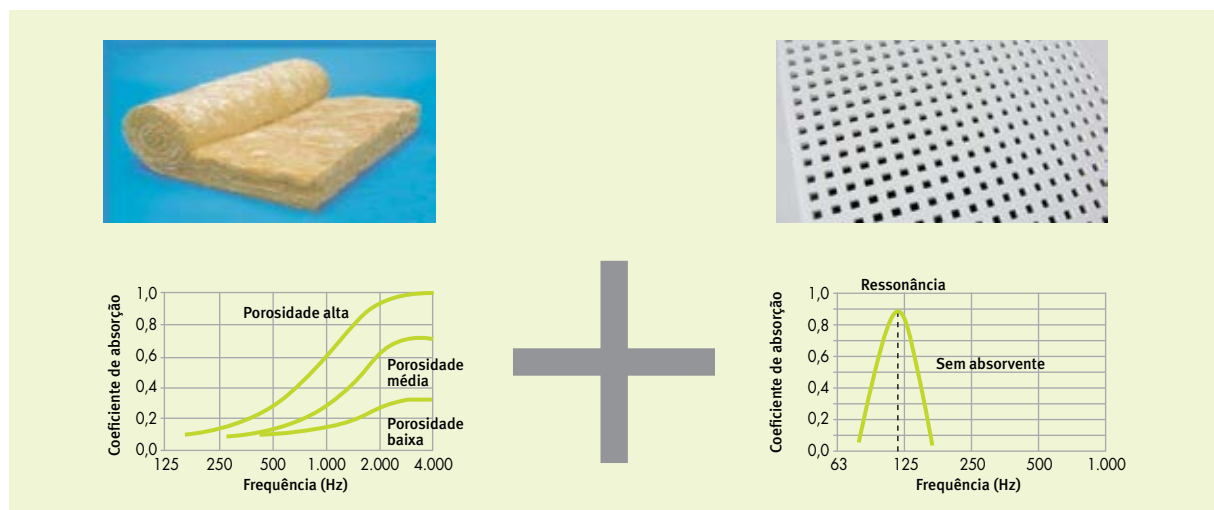 Coeficiente de absorção
1,0
0,8
0,6
0,4
0,2
0,0
Porosidade alta
Porosidade
média
Porosidade
baixa
125 250 500 1.000 2.000 4.000
Frequência (Hz)
Coeficiente de absorção
Ressonância
1,0
0,8
0,6
0,4
0,2
0,0
Sem absorvente
63 125 250 500 1.000
Frequência (Hz)